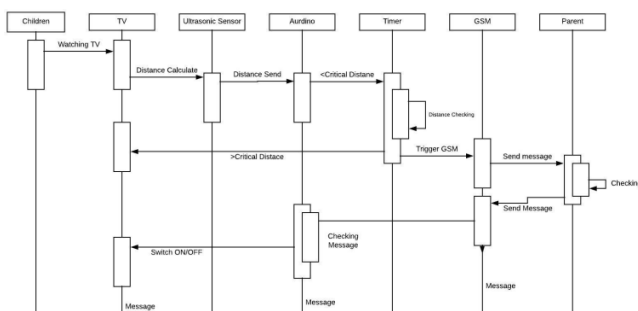 Children
TV
Ultrasonic Sensor
Aurdino
Timer
GSM
Parent
Watching TV
Distance Calculate
Distance Send
<Critical Distane
Distance Checking
>Critical Distace
Trigger GSM
Send message
Checkin
Send Message
Checking
Message
Switch ON/OFF
Message
Message
Message